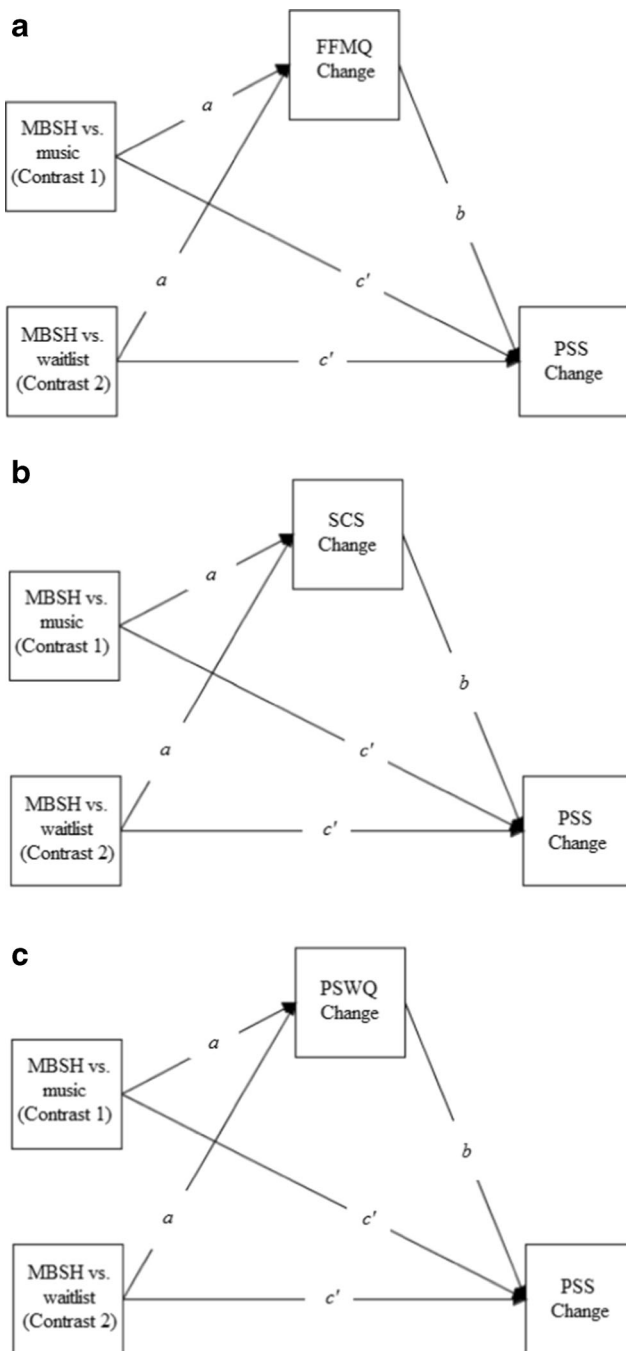 a
FFMQ
Change
MBSH vs.
music
(Contrast 1)
a
b
a
c'
MBSH vs.
waitlist
(Contrast 2)
c'
PSS
Change
b
SCS
Change
MBSH vs.
music
(Contrast 1)
a
b
a
c'
MBSH vs.
waitlist
(Contrast 2)
c'
PSS
Change
c
PSWQ
Change
MBSH vs.
music
(Contrast 1)
a
b
a
c'
MBSH vs.
waitlist
(Contrast 2)
c'
PSS
Change